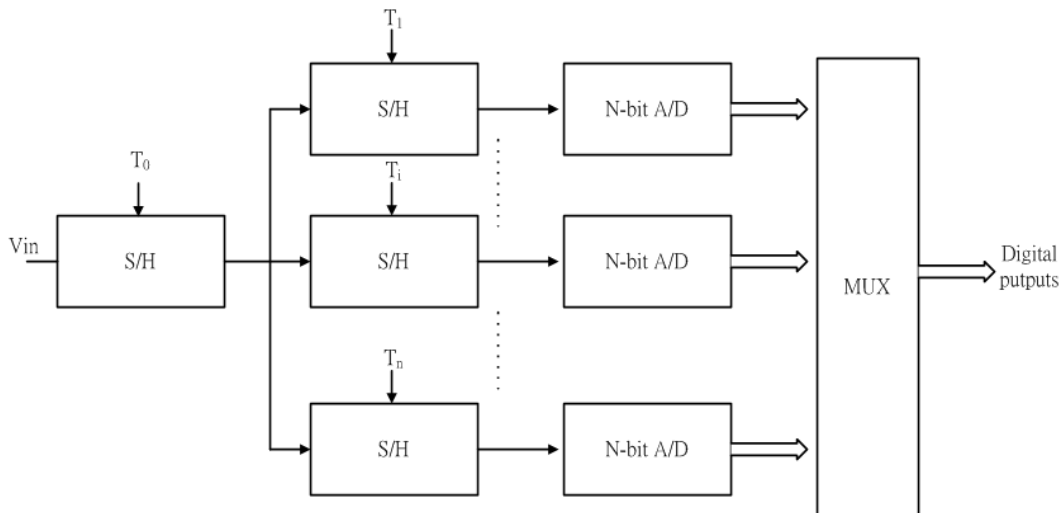 T₁
S/H
N-bit A/D
T₀
Tᵢ
Vin
S/H
S/H
N-bit A/D
MUX
Digital
putputs
Tₙ
S/H
N-bit A/D